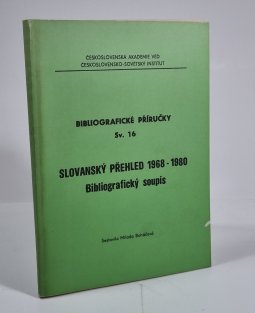 ČESKOSLOVENSKÁ AKADEMIE VĚD
ČESKOSLOVENSKO-SOVĚTSKÝ INSTITUT
BIBLIOGRAFICKÉ PŘÍRUČKY
Sv. 16
SLOVANSKÝ PŘEHLED 1968 - 1980
Bibliografický soupis
Sestavila Milada